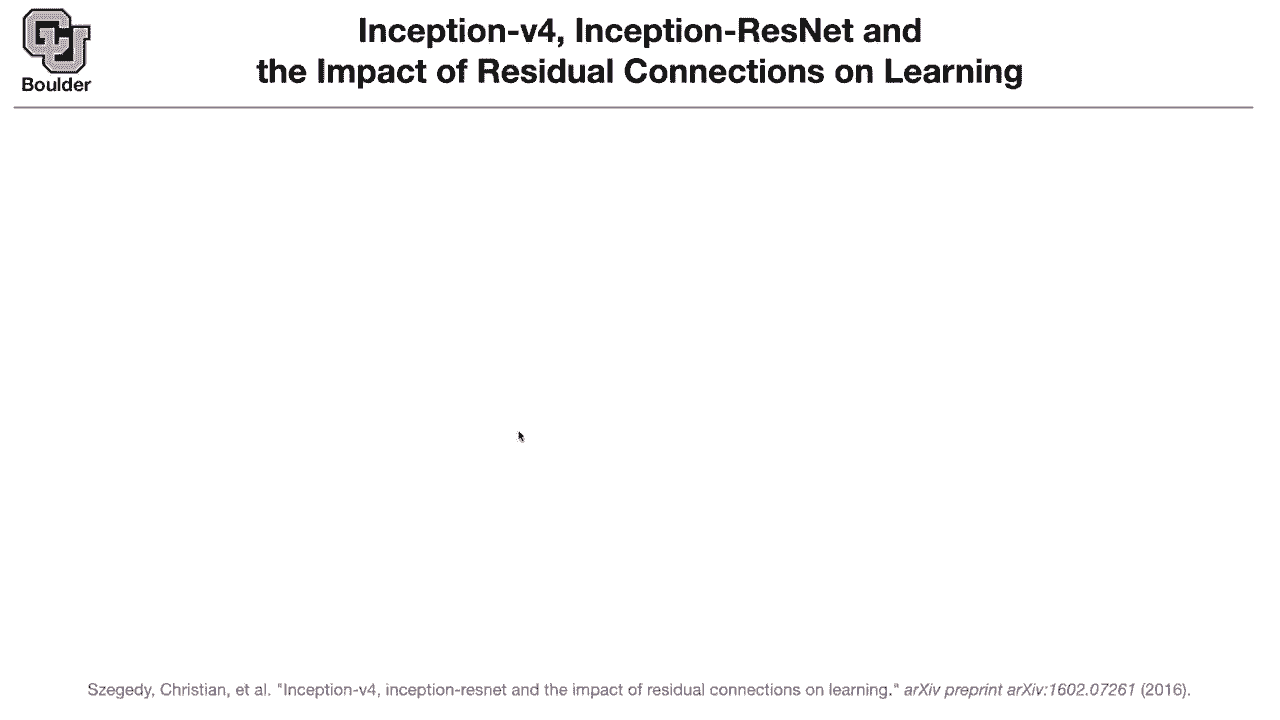 CU
Boulder
Inception-v4, Inception-ResNet and
the Impact of Residual Connections on Learning
Szegedy, Christian, et al. "Inception-v4, inception-resnet and the impact of residual connections on learning." arXiv preprint arXiv:1602.07261 (2016).